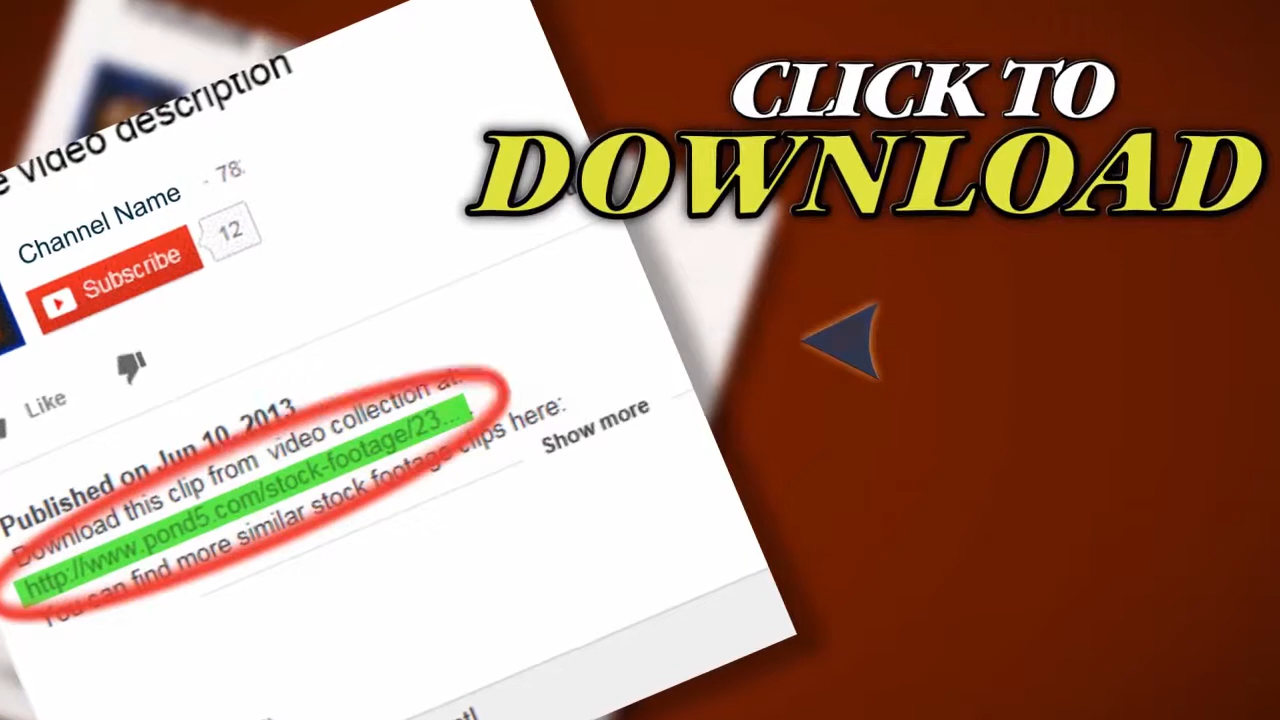 CLICK TO
DOWNLOAD
video description
Channel Name
- 78
Subscribe
12
Like
Published on Jun 10, 2013
Download this clip from video collection at:
http://www.pond5.com/stock-footage/23...
You can find more similar stock footage clips here:
Show more